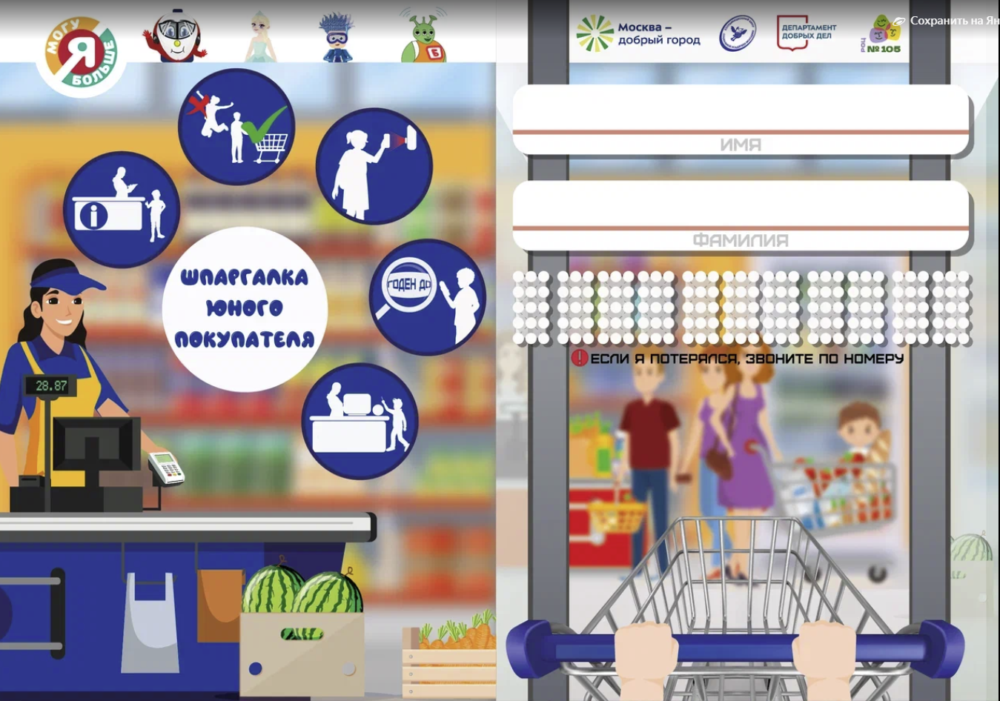 МОГУ
Я
БОЛЬШЕ
Б
Москва –
добрый город
ДЕПАРТАМЕНТ
ДОБРЫХ ДЕЛ
РОЦ
№ 105
Сохранить на Ян
i
ГОДЕН ДО
ШПАРГАЛКА
ЮНОГО
ПОКУПАТЕЛЯ
28.87
ИМЯ
ФАМИЛИЯ
! ЕСЛИ Я ПОТЕРЯЛСЯ, ЗВОНИТЕ ПО НОМЕРУ